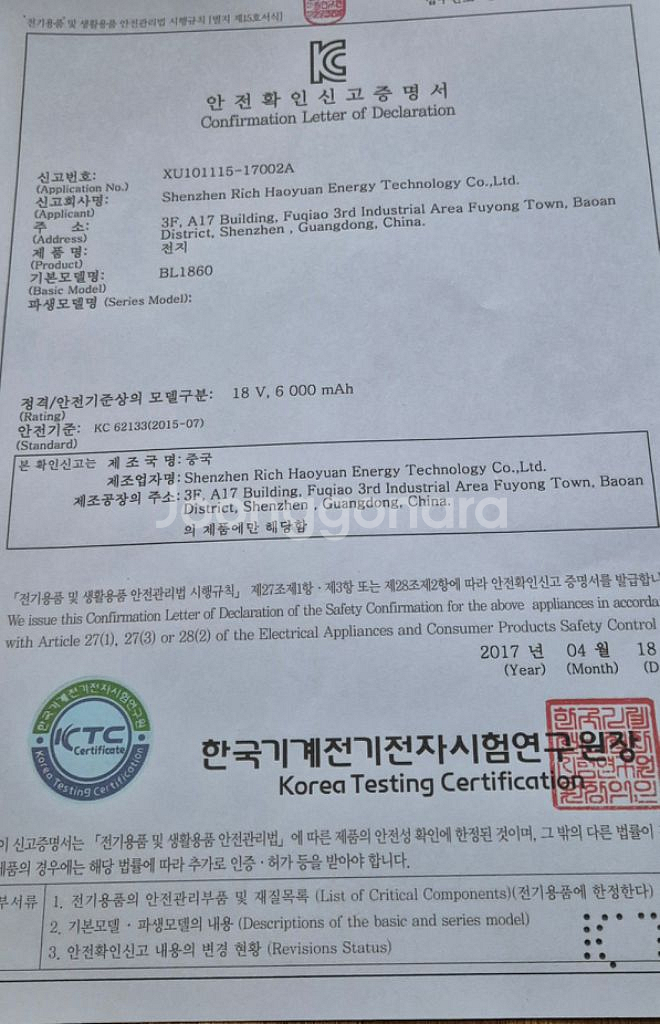 「전기용품 및 생활용품 안전관리법 시행규칙」[별지 제15호서식]
KC
안전확인신고증명서
Confirmation Letter of Declaration
신고번호: XU101115-17002A
(Application No.)
신고회사명: Shenzhen Rich Haoyuan Energy Technology Co.,Ltd.
(Applicant)
주 소: 3F, A17 Building, Fuqiao 3rd Industrial Area Fuyong Town, Baoan
(Address) District, Shenzhen , Guangdong, China.
제 품 명: 전지
(Product)
기본모델명: BL1860
(Basic Model)
파생모델명 (Series Model):
정격/안전기준상의 모델구분: 18 V, 6 000 mAh
(Rating)
안전기준: KC 62133(2015-07)
(Standard)
본 확인신고는 제 조 국 명: 중국
제조업자명: Shenzhen Rich Haoyuan Energy Technology Co.,Ltd.
제조공장의 주소: 3F, A17 Building, Fuqiao 3rd Industrial Area Fuyong Town, Baoan
District, Shenzhen , Guangdong, China.
의 제품에만 해당함
Joonggonara
「전기용품 및 생활용품 안전관리법 시행규칙」 제27조제1항·제3항 또는 제28조제2항에 따라 안전확인신고 증명서를 발급합니
We issue this Confirmation Letter of Declaration of the Safety Confirmation for the above appliances in accorda
with Article 27(1), 27(3) or 28(2) of the Electrical Appliances and Consumer Products Safety Control
2017 년 04 월 18
(Year) (Month) (D
한국기계전기전자시험연구원
KTC
Certificate
Korea Testing Certification
한국기계전기전자시험연구원장
Korea Testing Certification
이 신고증명서는 「전기용품 및 생활용품 안전관리법」에 따른 제품의 안전성 확인에 한정된 것이며, 그 밖의 다른 법률이
제품의 경우에는 해당 법률에 따라 추가로 인증·허가 등을 받아야 합니다.
부서류
1. 전기용품의 안전관리부품 및 재질목록 (List of Critical Components)(전기용품에 한정한다)
2. 기본모델·파생모델의 내용 (Descriptions of the basic and series model)
3. 안전확인신고 내용의 변경 현황 (Revisions Status)